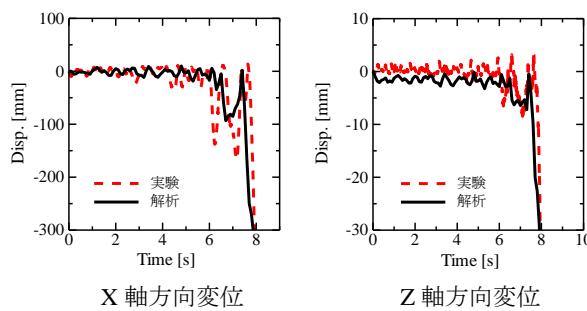 100
0
-100
-200
-300
Disp. [mm]
0 2 4 6 8
Time [s]
実験
解析
X 軸方向変位
10
0
-10
-20
-30
Disp. [mm]
0 2 4 6 8 10
Time [s]
実験
解析
Z 軸方向変位